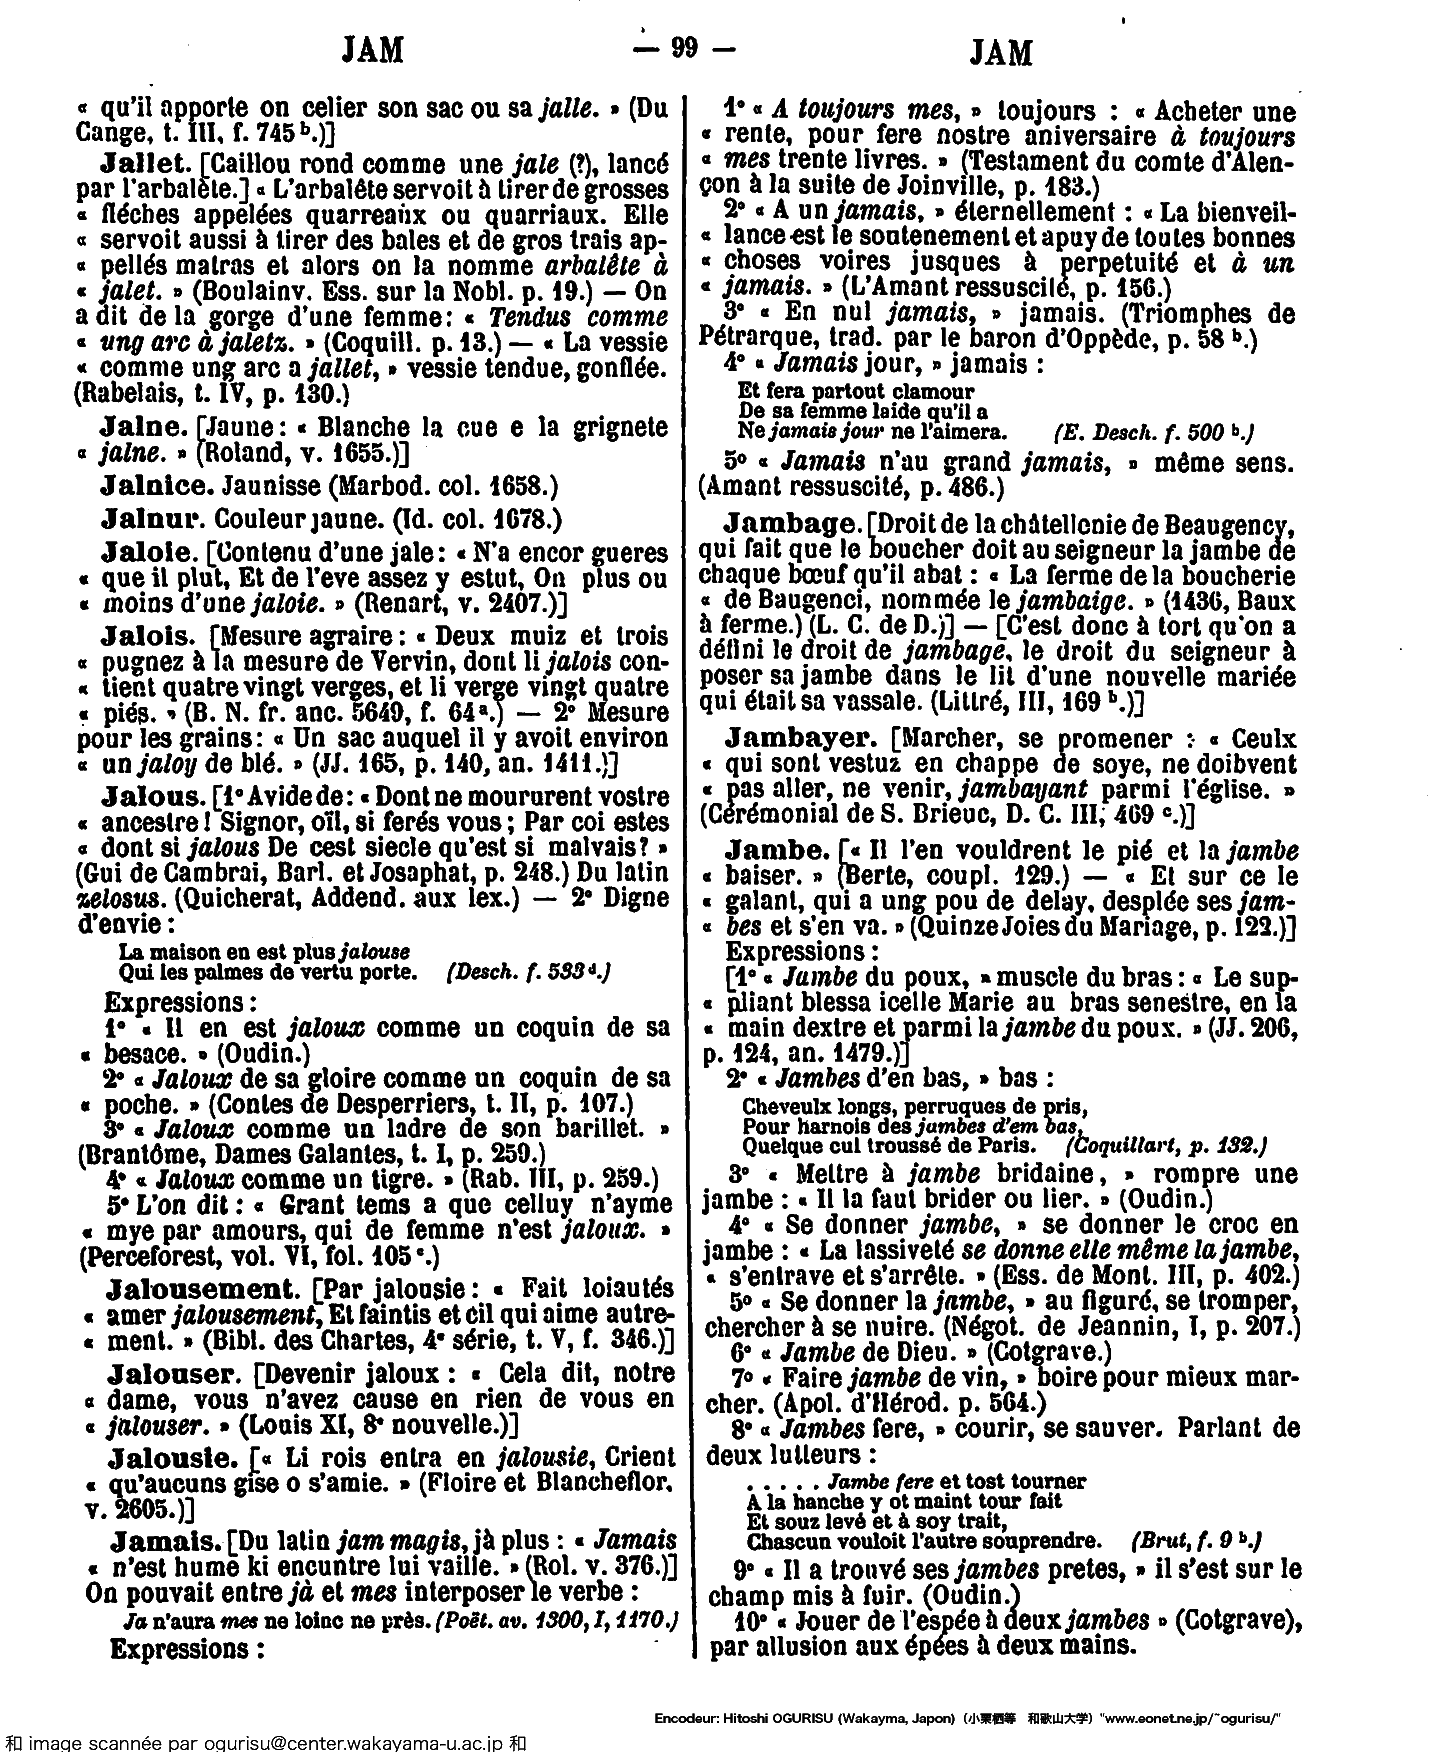 JAM
— 99 —
JAM
« qu'il apporte on celier son sac ou sa jalle. » (Du
Cange, t. III, f. 745 b.)]
Jallet. [Caillou rond comme une jale (?), lancé
par l'arbalète.] « L'arbalête servoit à tirer de grosses
« fléches appelées quarreaux ou quarriaux. Elle
« servoit aussi à tirer des bales et de gros trais ap-
« pellés matras et alors on la nomme arbalête à
« jalet. » (Boulainv. Ess. sur la Nobl. p. 19.) — On
a dit de la gorge d'une femme : « Tendus comme
« ung arc à jaletz. » (Coquill. p. 13.) — « La vessie
« comme ung arc a jallet, » vessie tendue, gonflée.
(Rabelais, t. IV, p. 130.)
Jalne. [Jaune : « Blanche la cue e la grignete
« jalne. » (Roland, v. 1655.)]
Jalnice. Jaunisse (Marbod. col. 1658.)
Jalnur. Couleur jaune. (Id. col. 1678.)
Jaloie. [Contenu d'une jale : « N'a encor gueres
« que il plut, Et de l'eve assez y estut, On plus ou
« moins d'une jaloie. » (Renart, v. 2407.)]
Jalois. [Mesure agraire : « Deux muiz et trois
« pugnez à la mesure de Vervin, dont li jalois con-
« tient quatre vingt verges, et li verge vingt quatre
« piés. » (B. N. fr. anc. 5649, f. 64 a.) — 2° Mesure
pour les grains : « Un sac auquel il y avoit environ
« un jaloy de blé. » (JJ. 165, p. 140, an. 1411.)]
Jalous. [1° Avide de : « Dont ne moururent vostre
« ancestre ! Signor, oïl, si ferés vous ; Par coi estes
« dont si jalous De cest siecle qu'est si malvais ? »
(Gui de Cambrai, Barl. et Josaphat, p. 248.) Du latin
zelosus. (Quicherat, Addend. aux lex.) — 2° Digne
d'envie :
La maison en est plus jalouse
Qui les palmes de vertu porte. (Desch. f. 533 d.)
Expressions :
1° « Il en est jaloux comme un coquin de sa
« besace. » (Oudin.)
2° « Jaloux de sa gloire comme un coquin de sa
« poche. » (Contes de Desperriers, t. II, p. 107.)
3° « Jaloux comme un ladre de son barillet. »
(Brantôme, Dames Galantes, t. I, p. 259.)
4° « Jaloux comme un tigre. » (Rab. III, p. 259.)
5° L'on dit : « Grant tems a que celluy n'ayme
« mye par amours, qui de femme n'est jaloux. »
(Perceforest, vol. VI, fol. 105 c.)
Jalousement. [Par jalousie : « Fait loiautés
« amer jalousement, Et faintis et cil qui aime autre-
« ment. » (Bibl. des Chartes, 4e série, t. V, f. 346.)]
Jalouser. [Devenir jaloux : « Cela dit, notre
« dame, vous n'avez cause en rien de vous en
« jalouser. » (Louis XI, 8e nouvelle.)]
Jalousie. [« Li rois entra en jalousie, Crient
« qu'aucuns gise o s'amie. » (Floire et Blancheflor,
v. 2605.)]
Jamais. [Du latin jam magis, jà plus : « Jamais
« n'est hume ki encuntre lui vaille. » (Rol. v. 376.)]
On pouvait entre jà et mes interposer le verbe :
Ja n'aura mes ne loinc ne près. (Poët. av. 1300, I, 1170.)
Expressions :
1° « A toujours mes, » toujours : « Acheter une
« rente, pour fere nostre aniversaire à toujours
« mes trente livres. » (Testament du comte d'Alen-
çon à la suite de Joinville, p. 183.)
2° « A un jamais, » éternellement : « La bienveil-
« lance est le soutenement et apuy de toutes bonnes
« choses voires jusques à perpetuité et à un
« jamais. » (L'Amant ressuscité, p. 156.)
3° « En nul jamais, » jamais. (Triomphes de
Pétrarque, trad. par le baron d'Oppède, p. 58 b.)
4° « Jamais jour, » jamais :
Et fera partout clamour
De sa femme laide qu'il a
Ne jamais jour ne l'aimera. (E. Desch. f. 500 b.)
5° « Jamais n'au grand jamais, » même sens.
(Amant ressuscité, p. 486.)
Jambage. [Droit de la châtellenie de Beaugency,
qui fait que le boucher doit au seigneur la jambe de
chaque bœuf qu'il abat : « La ferme de la boucherie
« de Baugenci, nommée le jambaige. » (1436, Baux
à ferme.) (L. C. de D.)] — [C'est donc à tort qu'on a
défini le droit de jambage, le droit du seigneur à
poser sa jambe dans le lit d'une nouvelle mariée
qui était sa vassale. (Littré, III, 169 b.)]
Jambayer. [Marcher, se promener : « Ceulx
« qui sont vestuz en chappe de soye, ne doibvent
« pas aller, ne venir, jambayant parmi l'église. »
(Cérémonial de S. Brieuc, D. C. III, 469 c.)]
Jambe. [« Il l'en vouldrent le pié et la jambe
« baiser. » (Berte, coupl. 129.) — « Et sur ce le
« galant, qui a ung pou de delay, desplée ses jam-
« bes et s'en va. » (Quinze Joies du Mariage, p. 122.)]
Expressions :
[1° « Jambe du poux, » muscle du bras : « Le sup-
« pliant blessa icelle Marie au bras senestre, en la
« main dextre et parmi la jambe du poux. » (JJ. 206,
p. 124, an. 1479.)]
2° « Jambes d'en bas, » bas :
Cheveulx longs, perruques de pris,
Pour harnois des jambes d'em bas,
Quelque cul troussé de Paris. (Coquillart, p. 132.)
3° « Mettre à jambe bridaine, » rompre une
jambe : « Il la faut brider ou lier. » (Oudin.)
4° « Se donner jambe, » se donner le croc en
jambe : « La lassiveté se donne elle même la jambe,
« s'entrave et s'arrête. » (Ess. de Mont. III, p. 402.)
5° « Se donner la jambe, » au figuré, se tromper,
chercher à se nuire. (Négot. de Jeannin, I, p. 207.)
6° « Jambe de Dieu. » (Cotgrave.)
7° « Faire jambe de vin, » boire pour mieux mar-
cher. (Apol. d'Hérod. p. 564.)
8° « Jambes fere, » courir, se sauver. Parlant de
deux lutteurs :
. . . . . Jambe fere et tost tourner
A la hanche y ot maint tour fait
Et souz levé et à soy trait,
Chascun vouloit l'autre souprendre. (Brut, f. 9 b.)
9° « Il a trouvé ses jambes pretes, » il s'est sur le
champ mis à fuir. (Oudin.)
10° « Jouer de l'espée à deux jambes » (Cotgrave),
par allusion aux épées à deux mains.
Encodeur: Hitoshi OGURISU (Wakayma, Japon) (小栗栖等 和歌山大学) "www.eonet.ne.jp/~ogurisu/"
和 image scannée par ogurisu@center.wakayama-u.ac.jp 和